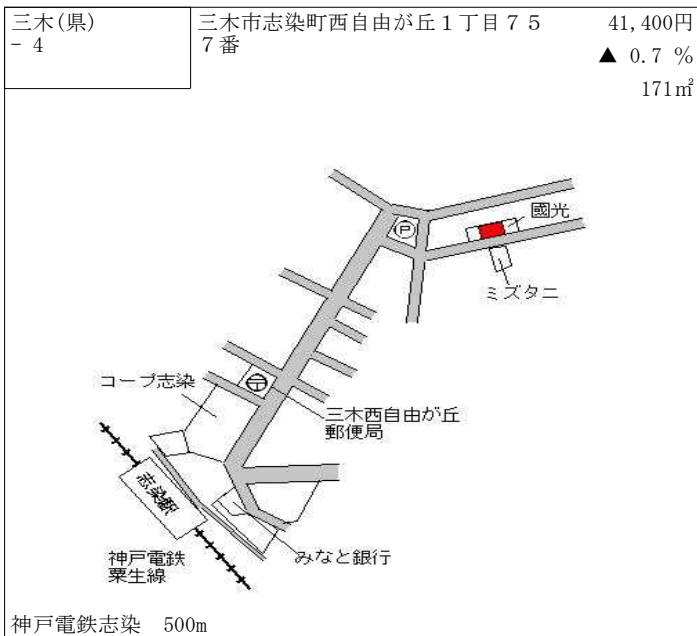 三木(県)
- 4
三木市志染町西自由が丘１丁目７５
７番
41,400円
▲ 0.7 %
171㎡
國光
P
ミズタニ
コープ志染
〒
三木西自由が丘
郵便局
志染駅
みなと銀行
神戸電鉄
粟生線
神戸電鉄志染　500m